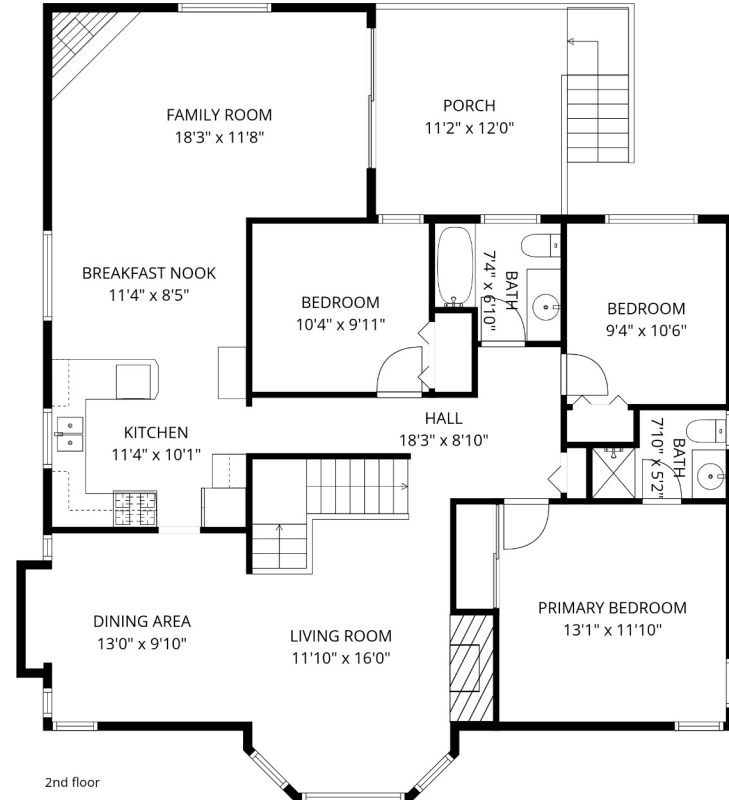 FAMILY ROOM
18'3" x 11'8"
PORCH
11'2" x 12'0"
BREAKFAST NOOK
11'4" x 8'5"
BEDROOM
10'4" x 9'11"
BATH
7'4" x 6'10"
BEDROOM
9'4" x 10'6"
KITCHEN
11'4" x 10'1"
HALL
18'3" x 8'10"
BATH
7'10" x 5'2"
DINING AREA
13'0" x 9'10"
LIVING ROOM
11'10" x 16'0"
PRIMARY BEDROOM
13'1" x 11'10"
2nd floor